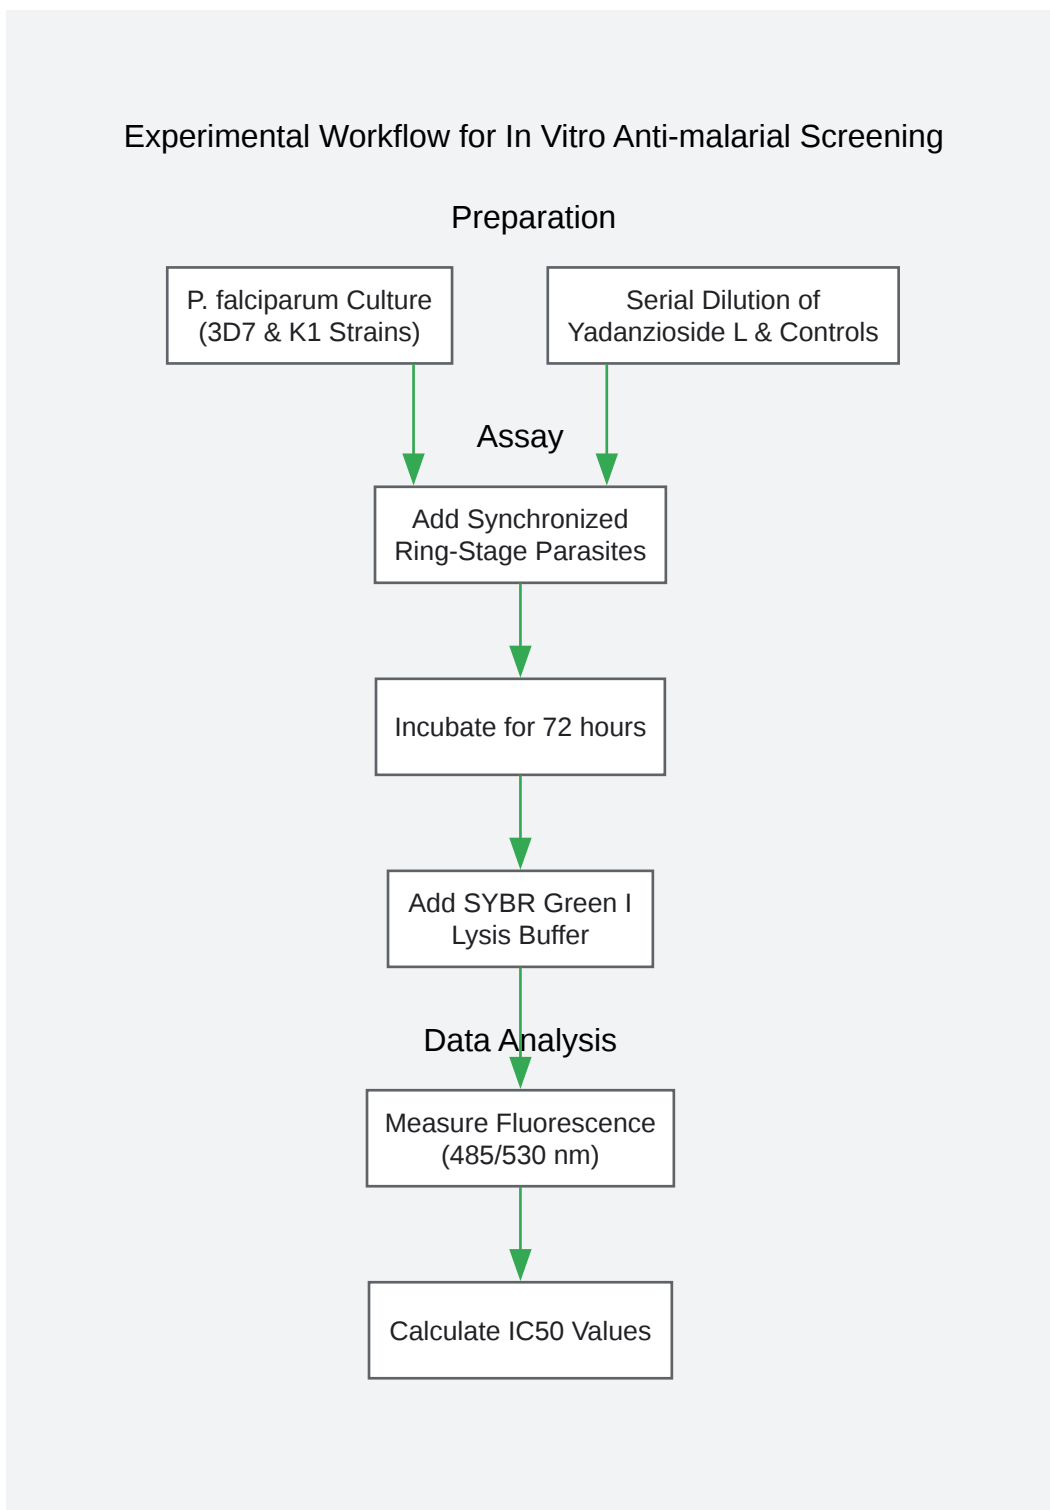 Experimental Workflow for In Vitro Anti-malarial Screening
Preparation
P. falciparum Culture
(3D7 & K1 Strains)
Serial Dilution of
Yadanzioside L & Controls
Assay
Add Synchronized
Ring-Stage Parasites
Incubate for 72 hours
Add SYBR Green I
Lysis Buffer
Data Analysis
Measure Fluorescence
(485/530 nm)
Calculate IC50 Values